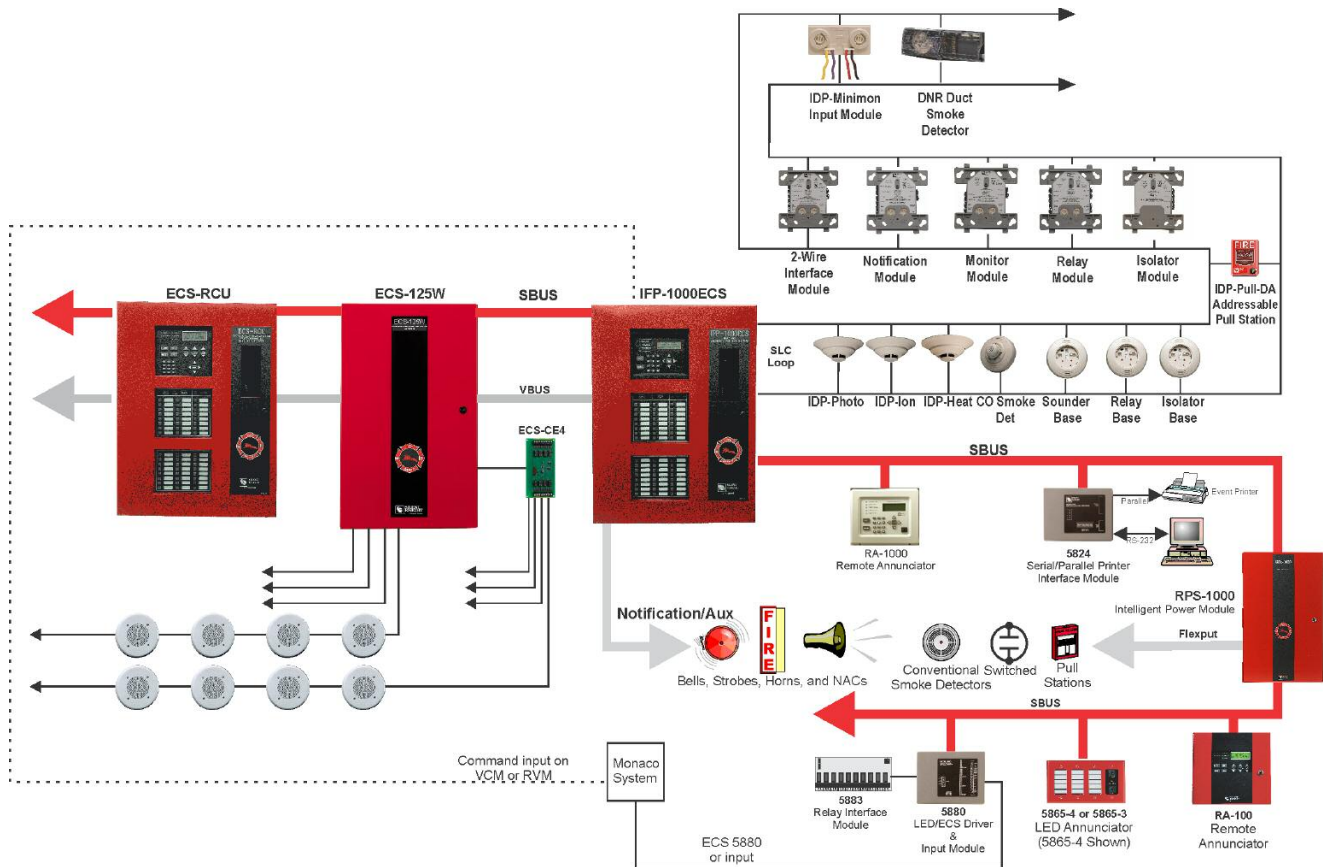 IDP-Minimon
Input Module
DNR Duct
Smoke
Detector
2-Wire
Interface
Module
Notification
Module
Monitor
Module
Relay
Module
Isolator
Module
FIRE
IDP-Pull-DA
Addressable
Pull Station
ECS-RCU
ECS-125W
SBUS
IFP-1000ECS
ECS-RCU
ECS-125W
IFP-1000ECS
SLC
Loop
VBUS
IDP-Photo
IDP-Ion
IDP-Heat
CO Smoke
Det
Sounder
Base
Relay
Base
Isolator
Base
ECS-CE4
SBUS
Parallel
Event Printer
RS-232
RA-1000
Remote Annunciator
5824
Serial/Parallel Printer
Interface Module
RPS-1000
Intelligent Power Module
Notification/Aux
FIRE
Flexput
Bells, Strobes, Horns, and NACs
Conventional
Smoke Detectors
Switched
Pull
Stations
SBUS
Command input on
VCM or RVM
Monaco
System
5883
Relay Interface
Module
5880
LED/ECS Driver
&
Input Module
5865-4 or 5865-3
LED Annunciator
(5865-4 Shown)
RA-100
Remote
Annunciator
ECS 5880
or input